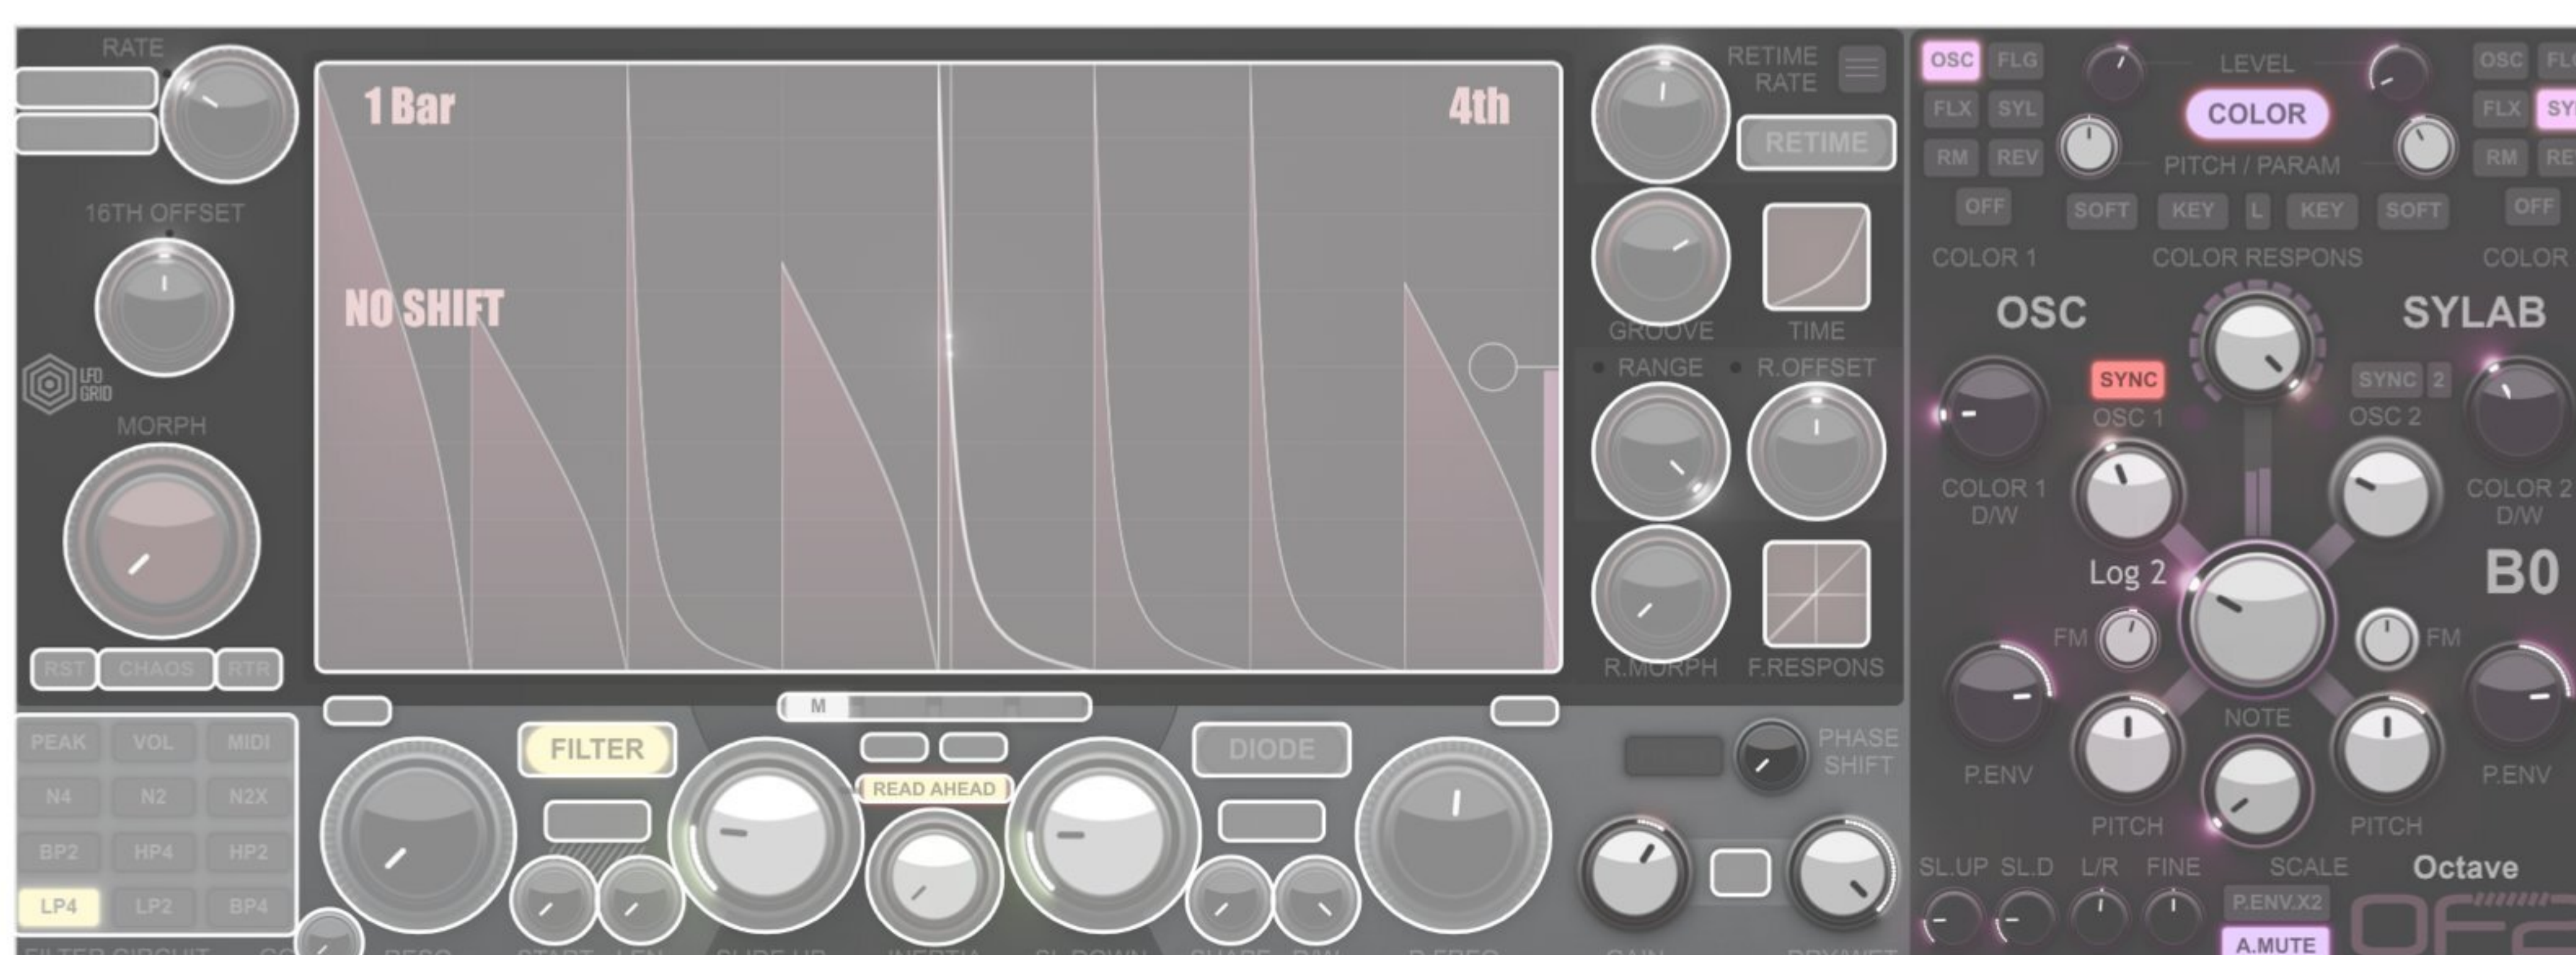 RATE
1 Bar
4th
RETIME RATE
RETIME
OSC FLG
FLX SYL
RM REV
OFF
LEVEL
COLOR
PITCH / PARAM
SOFT KEY L KEY SOFT
OSC
FLX
RM
OFF
COLOR 1
COLOR RESPONS
COLOR
16TH OFFSET
NO SHIFT
GROOVE
TIME
OSC
SYLAB
LFO GRID
RANGE
R.OFFSET
SYNC
OSC 1
SYNC 2
OSC 2
MORPH
COLOR 1 D/W
COLOR 2 D/W
Log 2
B0
FM
FM
RST CHAOS RTR
R.MORPH
F.RESPONS
NOTE
P.ENV
P.ENV
PITCH
PITCH
M
PEAK VOL MIDI
N4 N2 N2X
BP2 HP4 HP2
LP4 LP2 BP4
FILTER
READ AHEAD
DIODE
PHASE SHIFT
SL.UP SL.D L/R FINE
SCALE
Octave
P.ENV.X2
A.MUTE